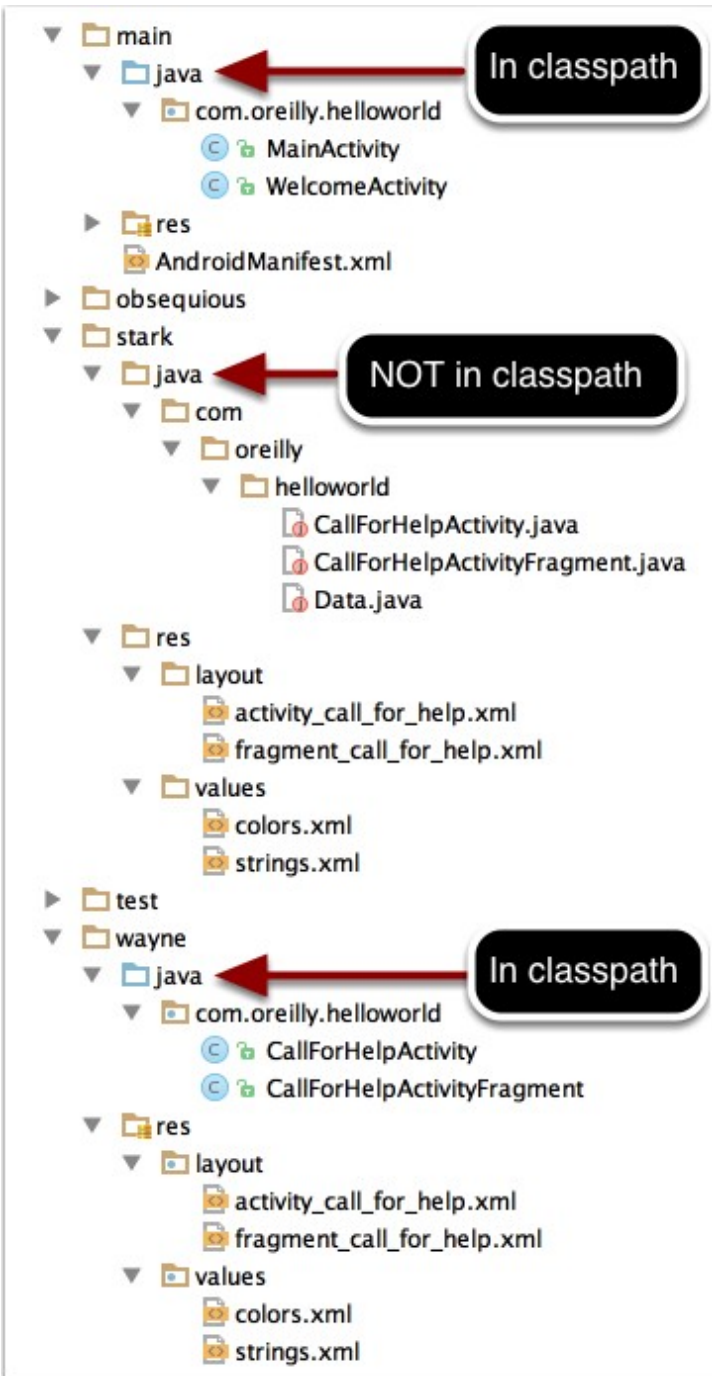 main
In classpath
java
com.oreilly.helloworld
MainActivity
WelcomeActivity
res
AndroidManifest.xml
obsequious
stark
NOT in classpath
java
com
oreilly
helloworld
CallForHelpActivity.java
CallForHelpActivityFragment.java
Data.java
res
layout
activity_call_for_help.xml
fragment_call_for_help.xml
values
colors.xml
strings.xml
test
wayne
In classpath
java
com.oreilly.helloworld
CallForHelpActivity
CallForHelpActivityFragment
res
layout
activity_call_for_help.xml
fragment_call_for_help.xml
values
colors.xml
strings.xml